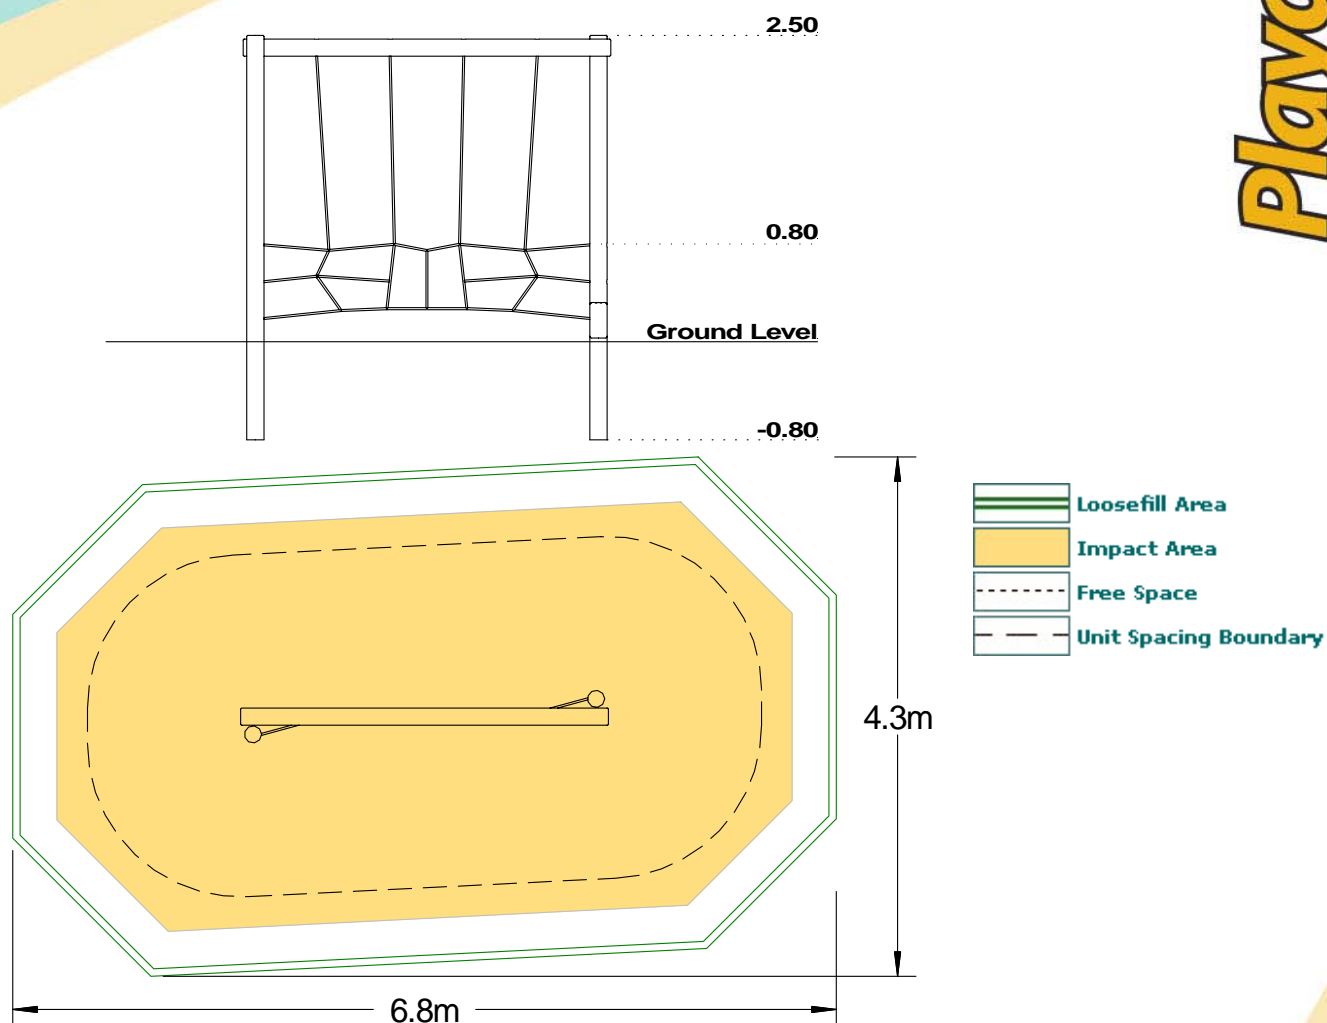 2.50
0.80
Ground Level
-0.80
Loosefill Area
Impact Area
Free Space
Unit Spacing Boundary
4.3m
6.8m